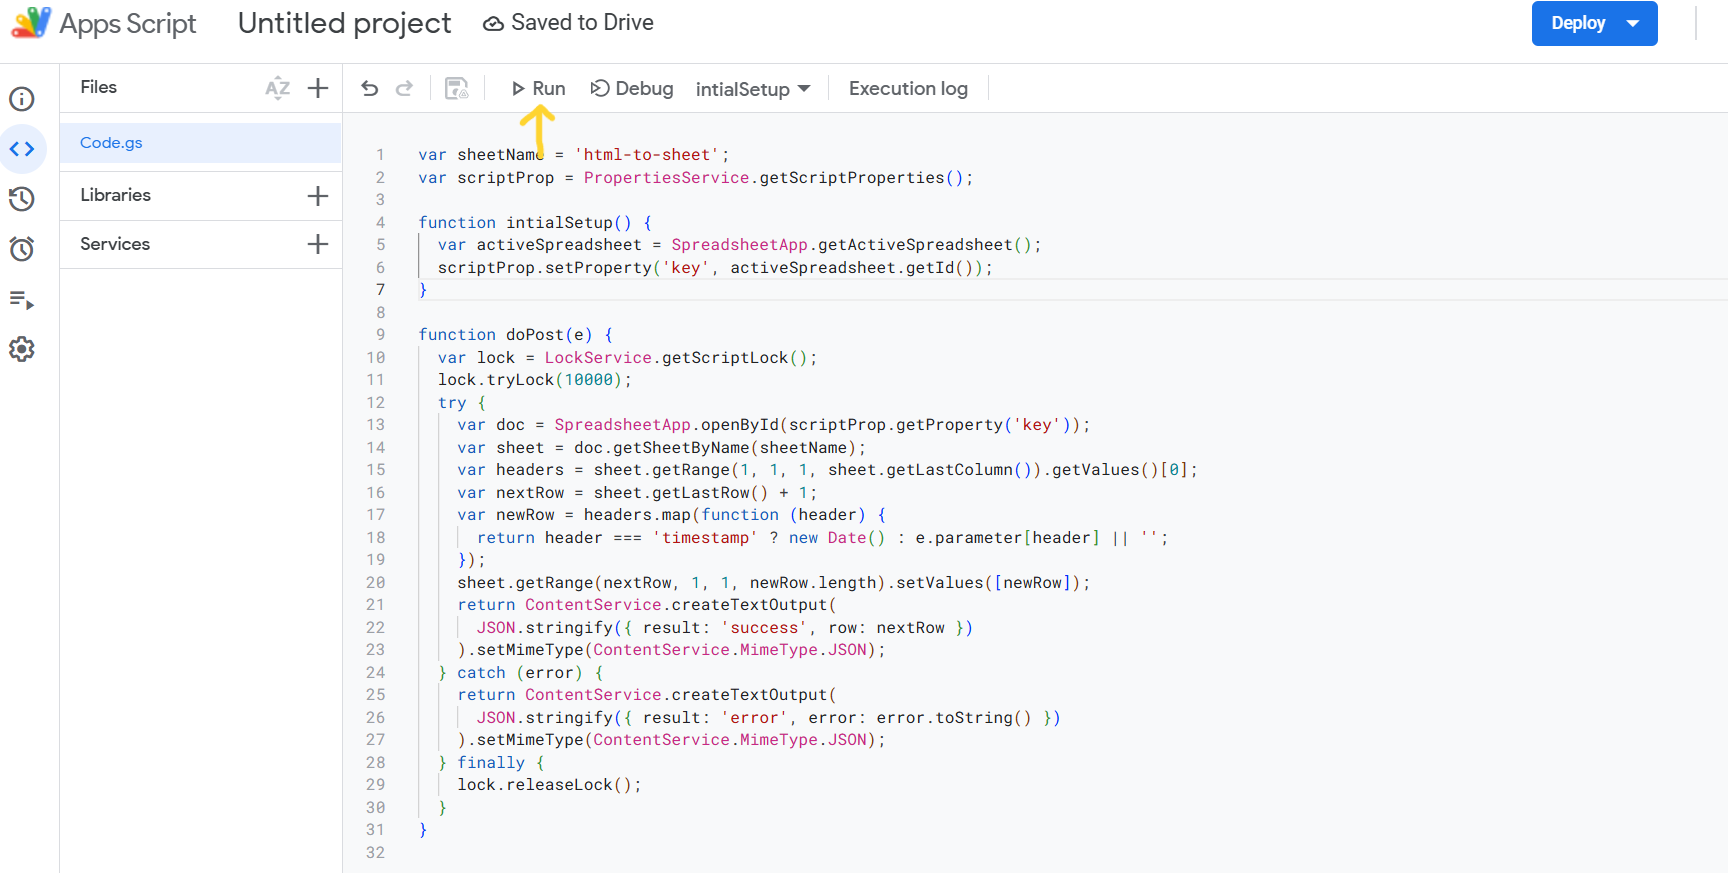 Apps Script Untitled project Saved to Drive Deploy
Files AZ Run Debug intialSetup Execution log
Code.gs
Libraries
Services
1 var sheetName = 'html-to-sheet';
2 var scriptProp = PropertiesService.getScriptProperties();
3
4 function intialSetup() {
5 var activeSpreadsheet = SpreadsheetApp.getActiveSpreadsheet();
6 scriptProp.setProperty('key', activeSpreadsheet.getId());
7 }
8
9 function doPost(e) {
10 var lock = LockService.getScriptLock();
11 lock.tryLock(10000);
12 try {
13 var doc = SpreadsheetApp.openById(scriptProp.getProperty('key'));
14 var sheet = doc.getSheetByName(sheetName);
15 var headers = sheet.getRange(1, 1, 1, sheet.getLastColumn()).getValues()[0];
16 var nextRow = sheet.getLastRow() + 1;
17 var newRow = headers.map(function (header) {
18 return header === 'timestamp' ? new Date() : e.parameter[header] || '';
19 });
20 sheet.getRange(nextRow, 1, 1, newRow.length).setValues([newRow]);
21 return ContentService.createTextOutput(
22 JSON.stringify({ result: 'success', row: nextRow })
23 ).setMimeType(ContentService.MimeType.JSON);
24 } catch (error) {
25 return ContentService.createTextOutput(
26 JSON.stringify({ result: 'error', error: error.toString() })
27 ).setMimeType(ContentService.MimeType.JSON);
28 } finally {
29 lock.releaseLock();
30 }
31 }
32